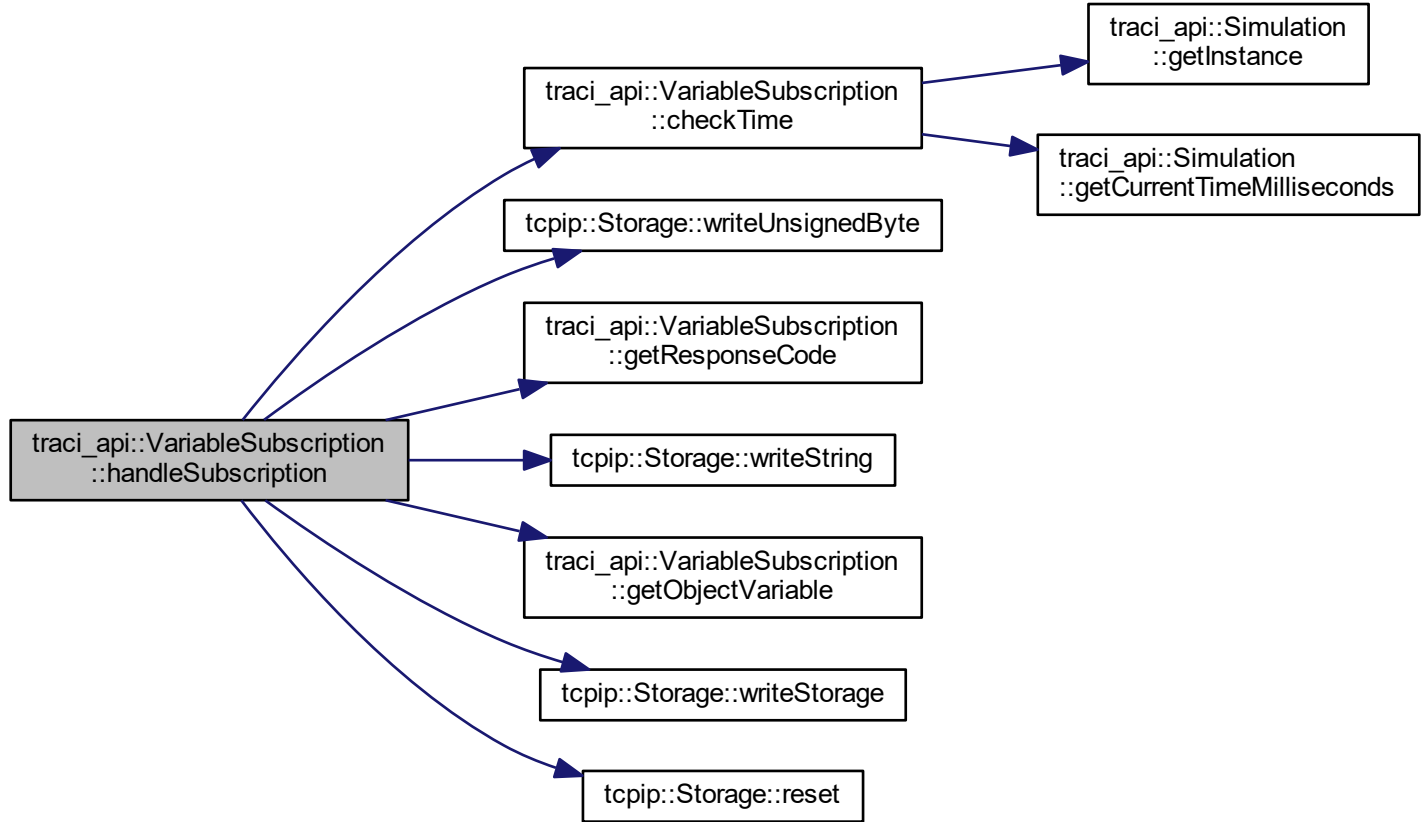 traci_api::VariableSubscription
::handleSubscription
traci_api::VariableSubscription
::checkTime
traci_api::Simulation
::getInstance
traci_api::Simulation
::getCurrentTimeMilliseconds
tcpip::Storage::writeUnsignedByte
traci_api::VariableSubscription
::getResponseCode
tcpip::Storage::writeString
traci_api::VariableSubscription
::getObjectVariable
tcpip::Storage::writeStorage
tcpip::Storage::reset